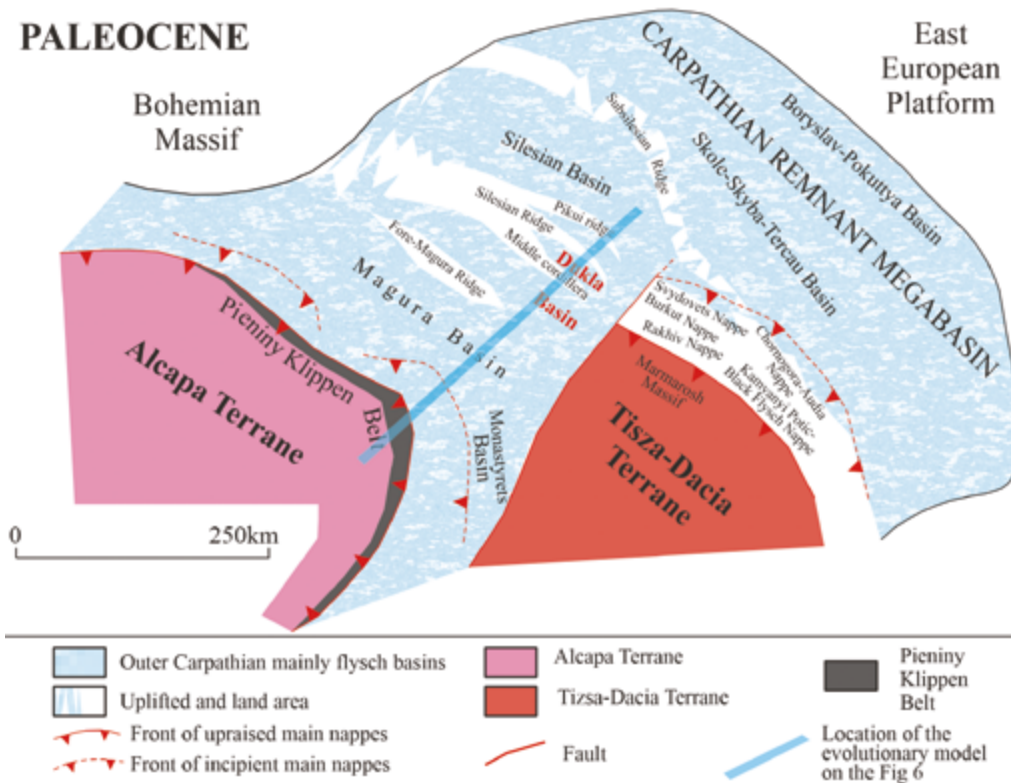 PALEOCENE
Bohemian
Massif
East
European
Platform
CARPATHIAN REMNANT MEGABASIN
Boryslav-Pokuttya Basin
Skole-Skyba-Tercau Basin
Subsilesian Ridge
Silesian Basin
Pikui ridge
Silesian Ridge
Middle cordillera
Fore-Magura Ridge
Dukla
Basin
Magura Basin
Svydovets Nappe
Burkut Nappe
Rakhiv Nappe
Chornogora-Audia
Nappe
Kamyanyi Potic-
Black Flysch Nappe
Marmarosh
Massif
Pieniny Klippen Belt
Alcapa Terrane
Monastyrets
Basin
Tisza-Dacia
Terrane
0 250km
Outer Carpathian mainly flysch basins
Uplifted and land area
Front of upraised main nappes
Front of incipient main nappes
Alcapa Terrane
Tizsa-Dacia Terrane
Fault
Pieniny
Klippen
Belt
Location of the
evolutionary model
on the Fig 6